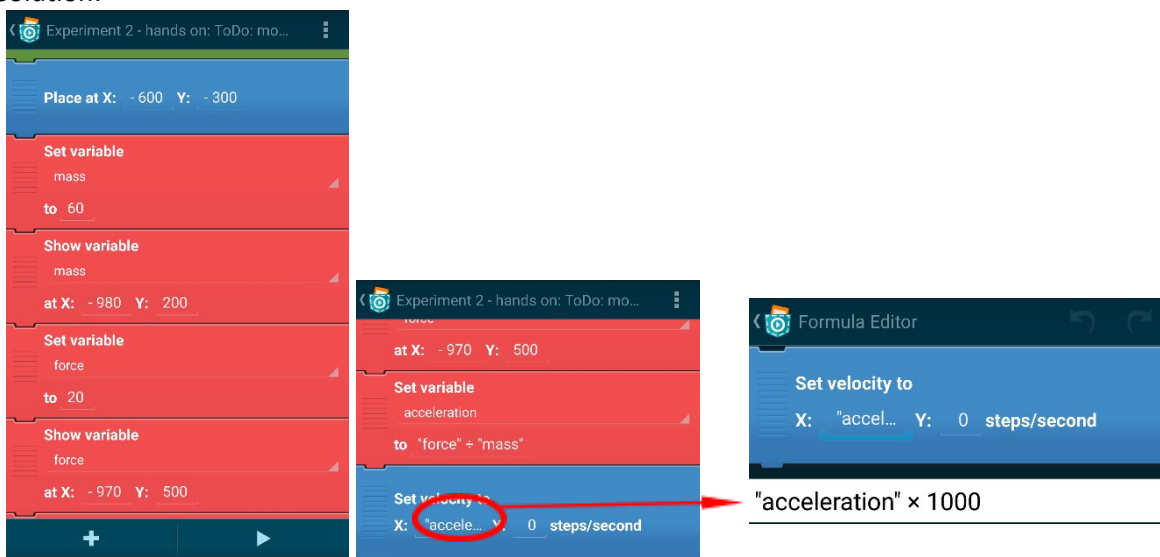 Experiment 2 - hands on: ToDo: mo...
Place at X: - 600 Y: - 300
Set variable
mass
to 60
Show variable
mass
at X: - 980 Y: 200
Set variable
force
to 20
Show variable
force
at X: - 970 Y: 500
Experiment 2 - hands on: ToDo: mo...
force
at X: - 970 Y: 500
Set variable
acceleration
to "force" ÷ "mass"
Set velocity to
X: "accele... Y: 0 steps/second
Formula Editor
Set velocity to
X: "accel... Y: 0 steps/second
"acceleration" × 1000